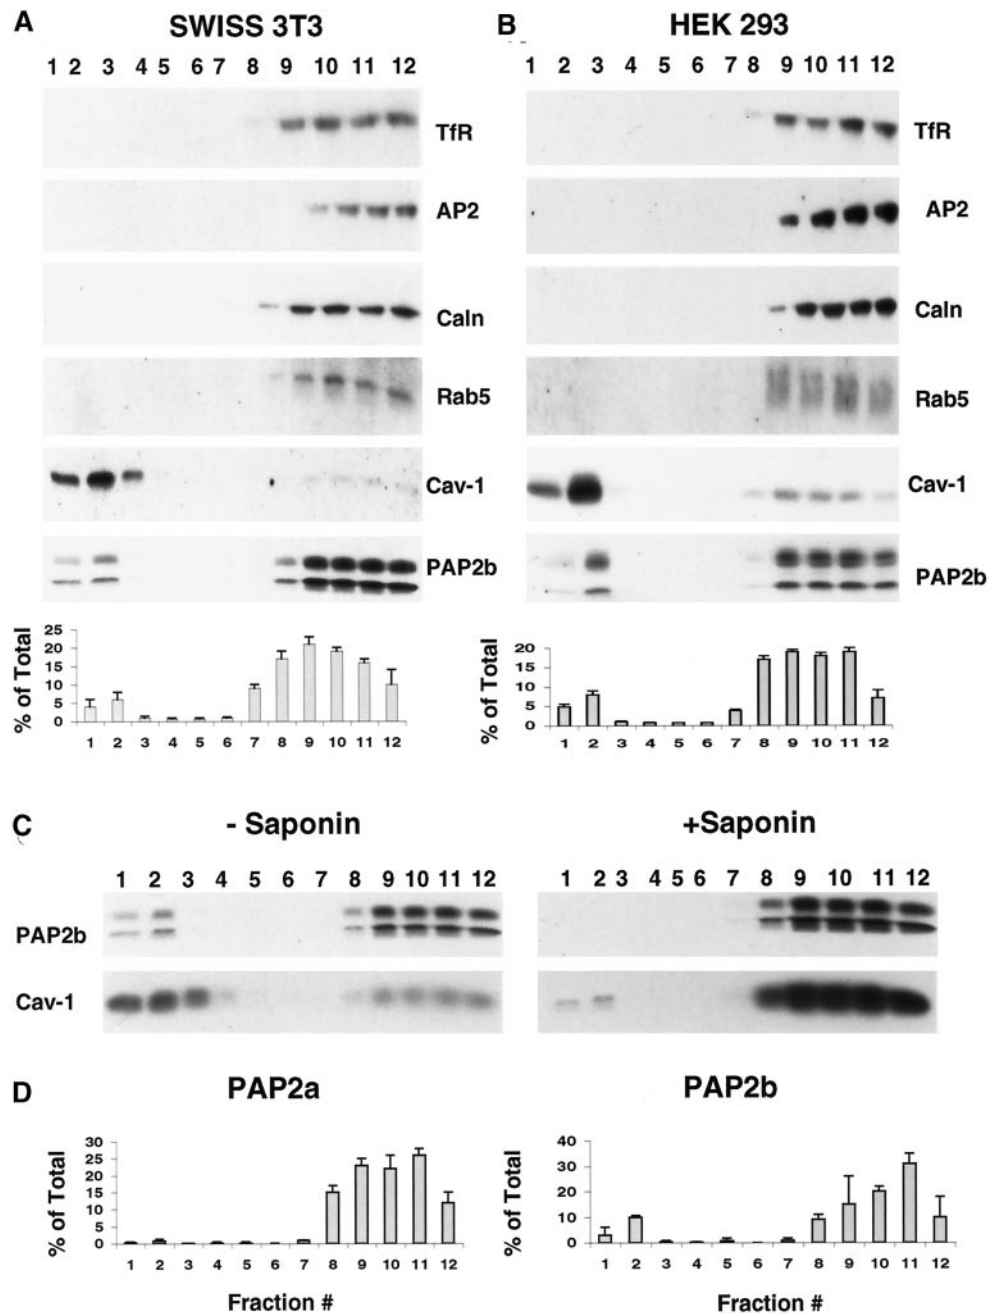 A SWISS 3T3
1 2 3 4 5 6 7 8 9 10 11 12
TfR
AP2
Caln
Rab5
Cav-1
PAP2b
% of Total
25
20
15
10
5
0
1 2 3 4 5 6 7 8 9 10 11 12
B HEK 293
1 2 3 4 5 6 7 8 9 10 11 12
TfR
AP2
Caln
Rab5
Cav-1
PAP2b
% of Total
20
15
10
5
0
1 2 3 4 5 6 7 8 9 10 11 12
C - Saponin
1 2 3 4 5 6 7 8 9 10 11 12
PAP2b
Cav-1
+Saponin
1 2 3 4 5 6 7 8 9 10 11 12
D PAP2a
% of Total
30
25
20
15
10
5
0
1 2 3 4 5 6 7 8 9 10 11 12
Fraction #
PAP2b
% of Total
40
30
20
10
0
1 2 3 4 5 6 7 8 9 10 11 12
Fraction #